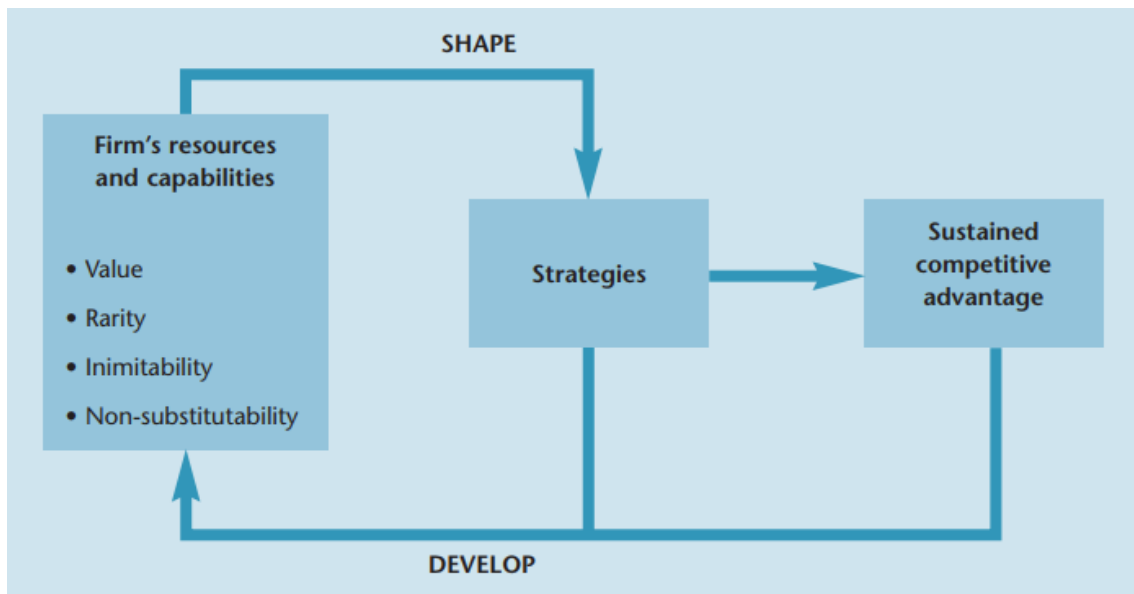 SHAPE
Firm's resources
and capabilities
• Value
• Rarity
• Inimitability
• Non-substitutability
Strategies
Sustained
competitive
advantage
DEVELOP